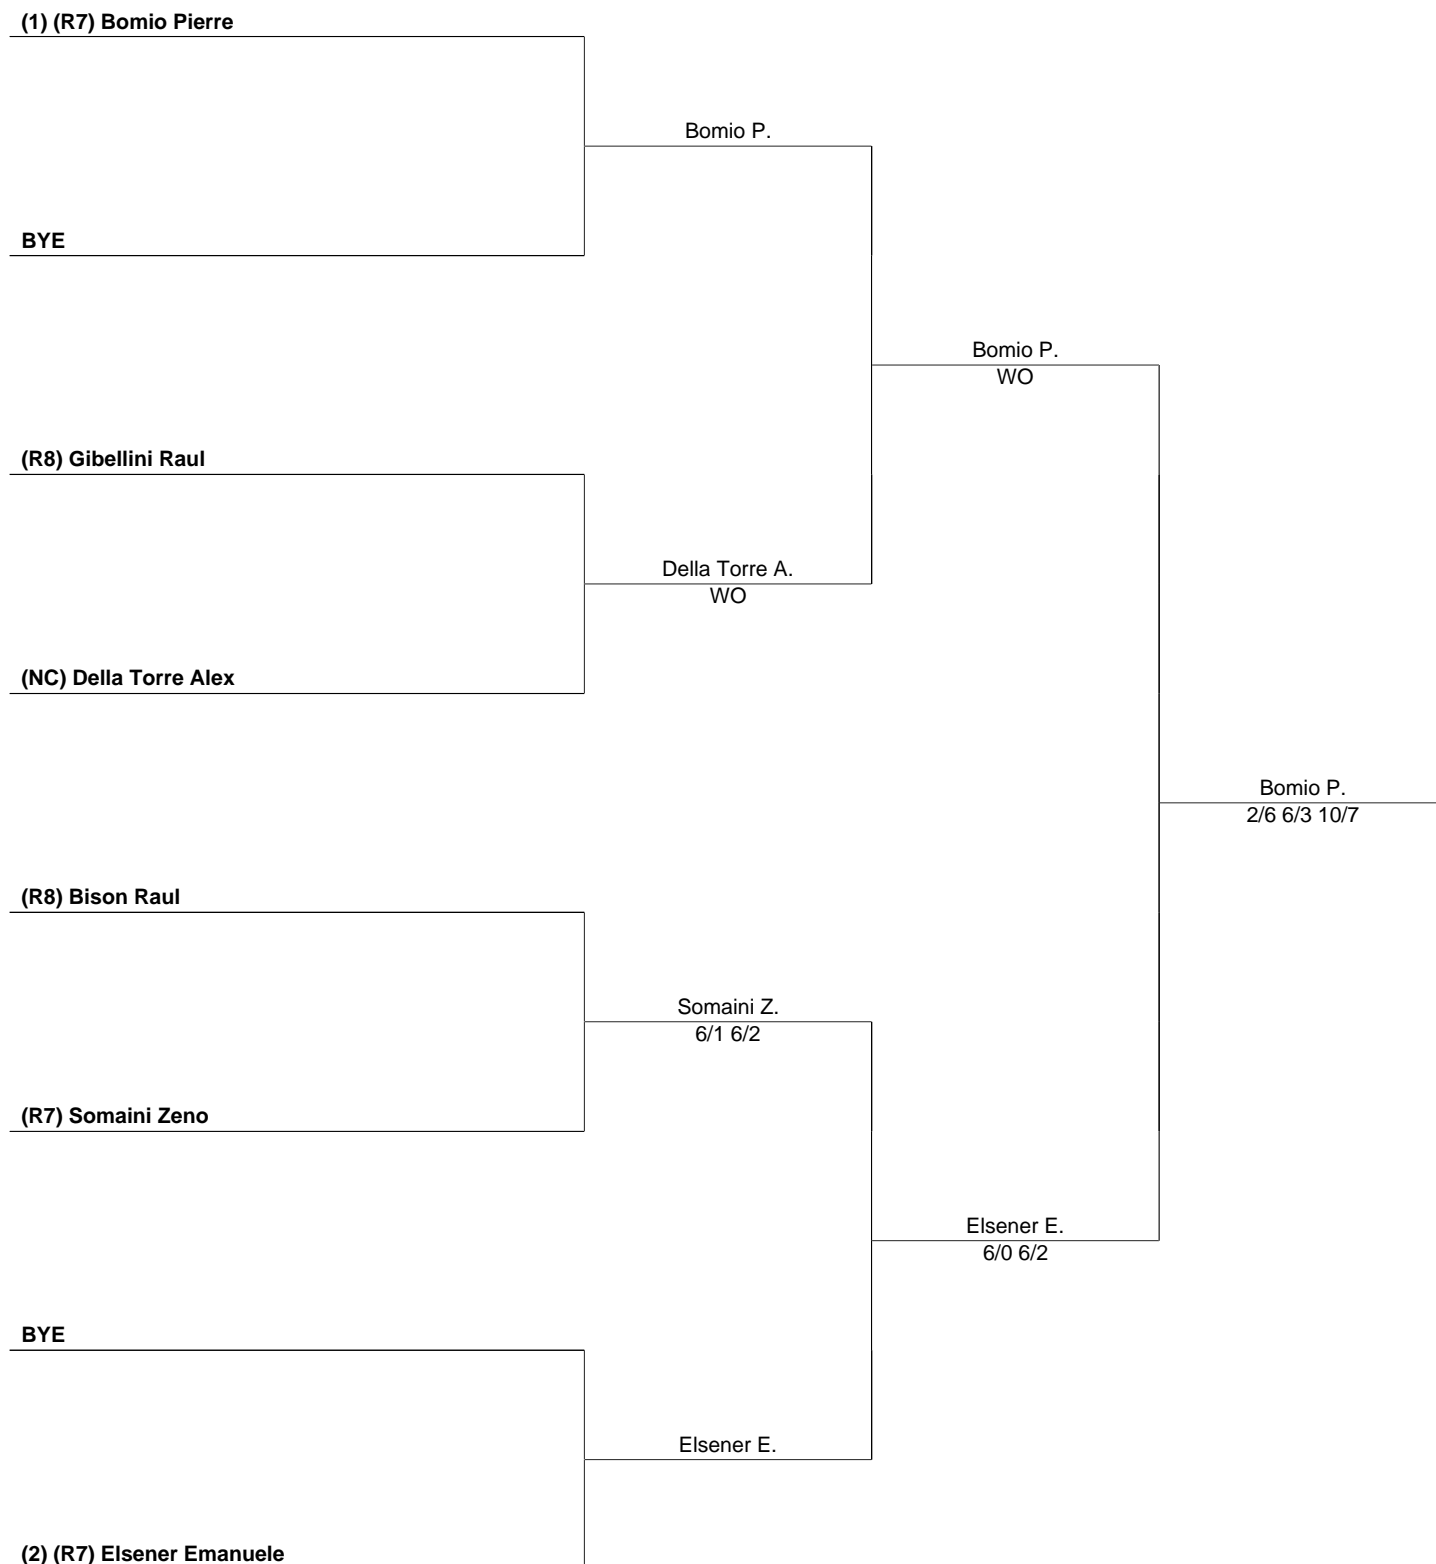 (1) (R7) Bomio Pierre
Bomio P.
BYE
Bomio P.
WO
(R8) Gibellini Raul
Della Torre A.
WO
(NC) Della Torre Alex
Bomio P.
2/6 6/3 10/7
(R8) Bison Raul
Somaini Z.
6/1 6/2
(R7) Somaini Zeno
Elsener E.
6/0 6/2
BYE
Elsener E.
(2) (R7) Elsener Emanuele